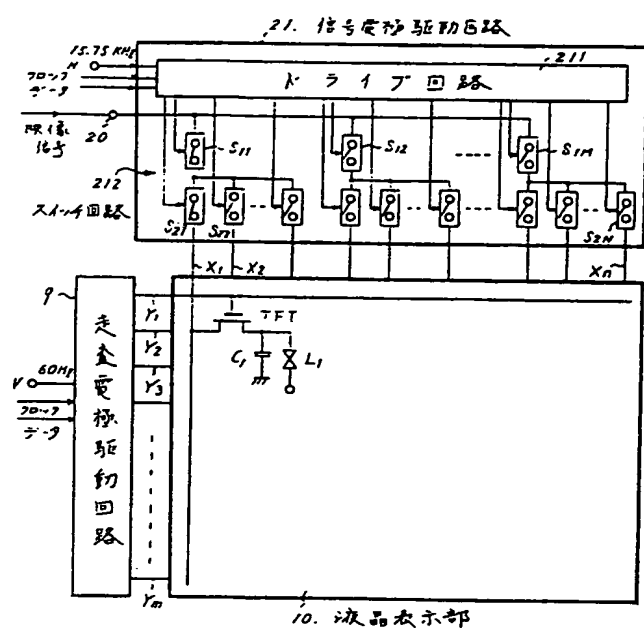 21. 信号電極駆動回路
15.75 KHz
H
クロック
データ
211
ドライブ回路
映像
信号
20
S11
S12
S1M
212
スイッチ回路
S21
S221
S2N
X1
X2
Xn
9
走査電極駆動回路
V
60Hz
クロック
データ
Y1
Y2
Y3
Ym
TFT
C1
L1
10. 液晶表示部